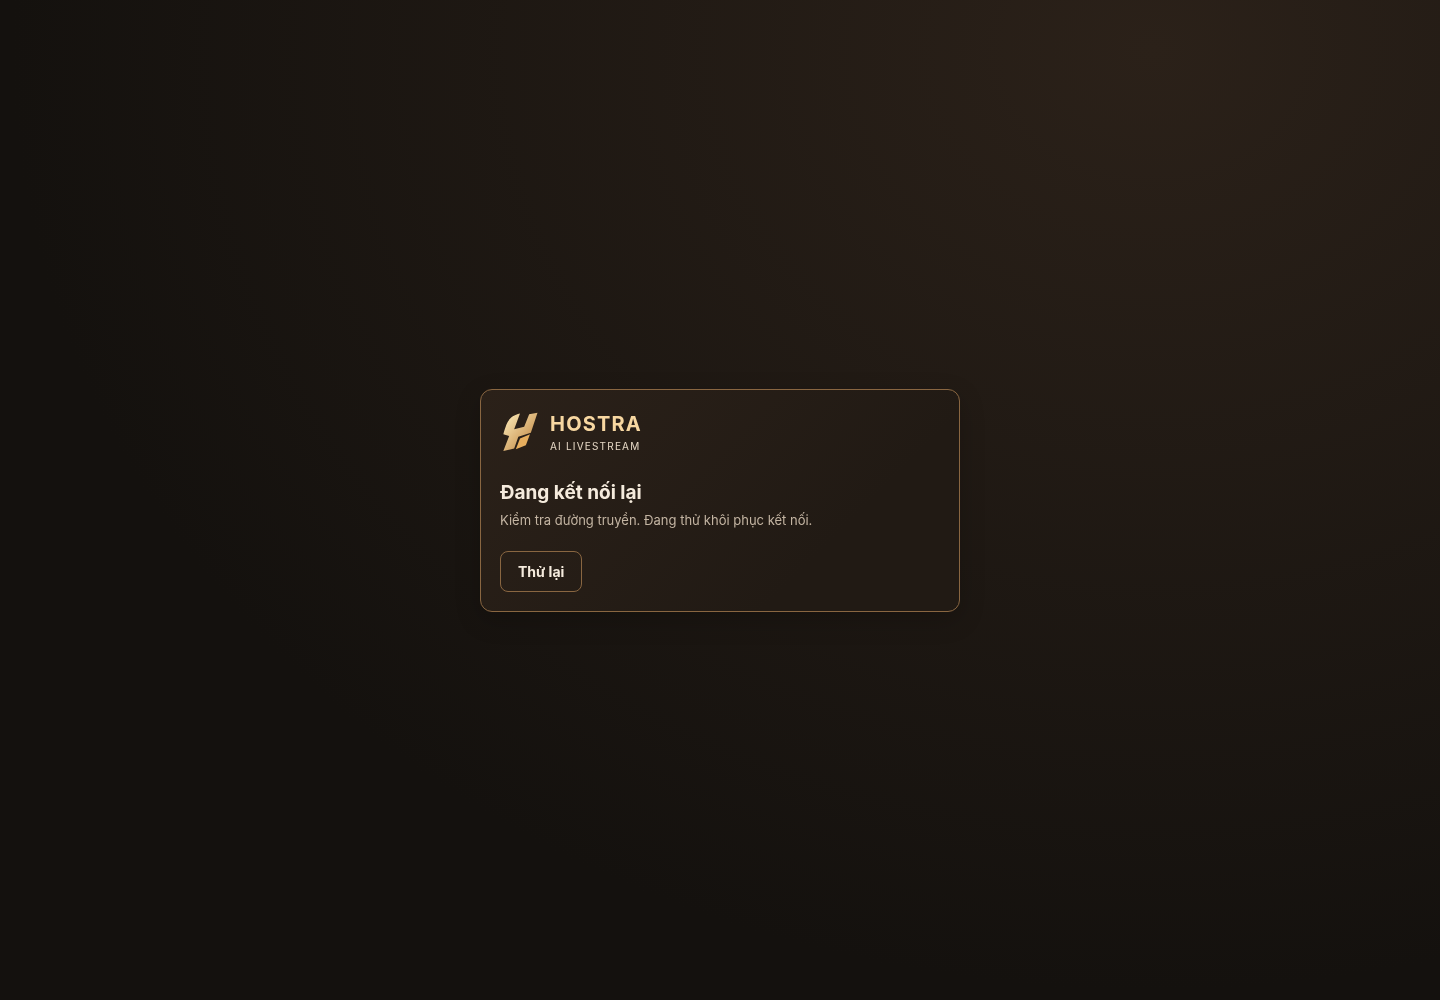 HOSTRA
AI LIVESTREAM
Đang kết nối lại
Kiểm tra đường truyền. Đang thử khôi phục kết nối.
Thử lại